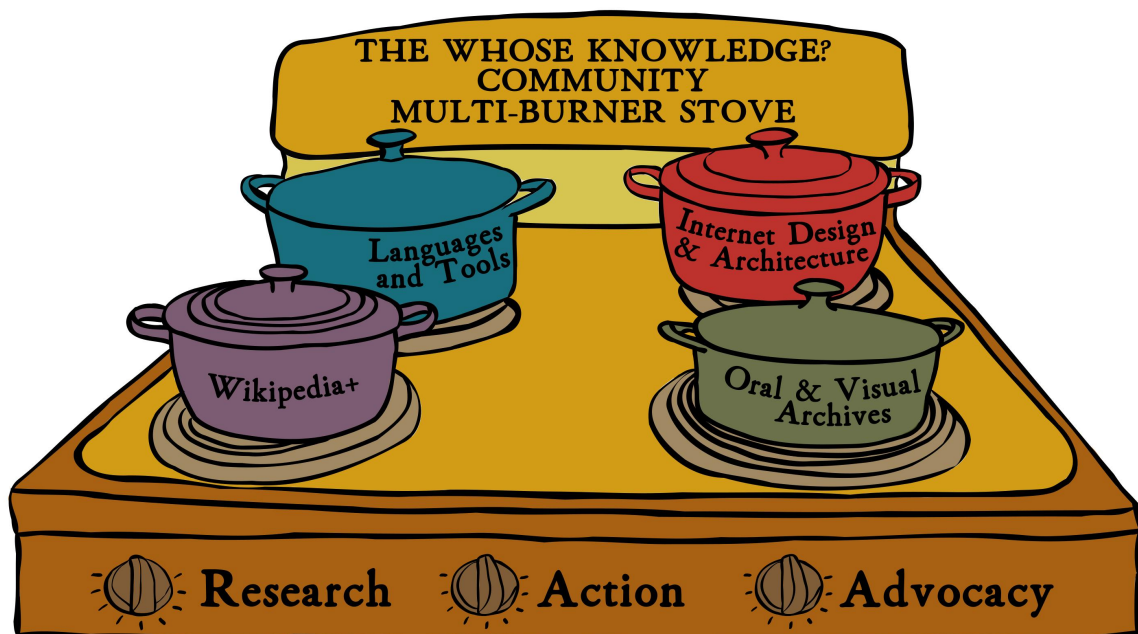 THE WHOSE KNOWLEDGE?
COMMUNITY
MULTI-BURNER STOVE
Languages
and Tools
Internet Design
& Architecture
Wikipedia+
Oral & Visual
Archives
Research
Action
Advocacy